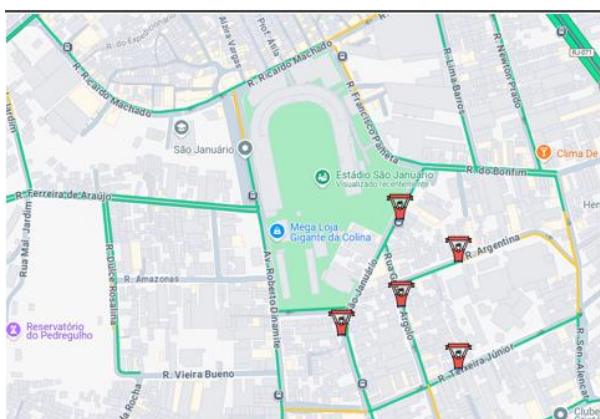 R. do Expedicionário
Alzira Vargas
Prof. Ásia
R. Ricardo Machado
R. Ricardo Machado
R. Francisco Palheta
R. Lima Barros
R. Newton Prado
RJ-071
Jardim
São Januário
Estádio São Januário
Visualizado recentemente
Clima De
R. do Bonfim
R. Ferreira de Araújo
Mega Loja
Gigante da Colina
Her
Rua Mal. Jardim
R. Dulce Rosalina
R. Amazonas
Av. Roberto Dinamite
São Januário
Rua G
Argolo
R. Argentina
Reservatório
do Pedregulho
R. Vieira Bueno
da Rocha
R. Teixeira Júnior
R. Sen. Alencar
Clube